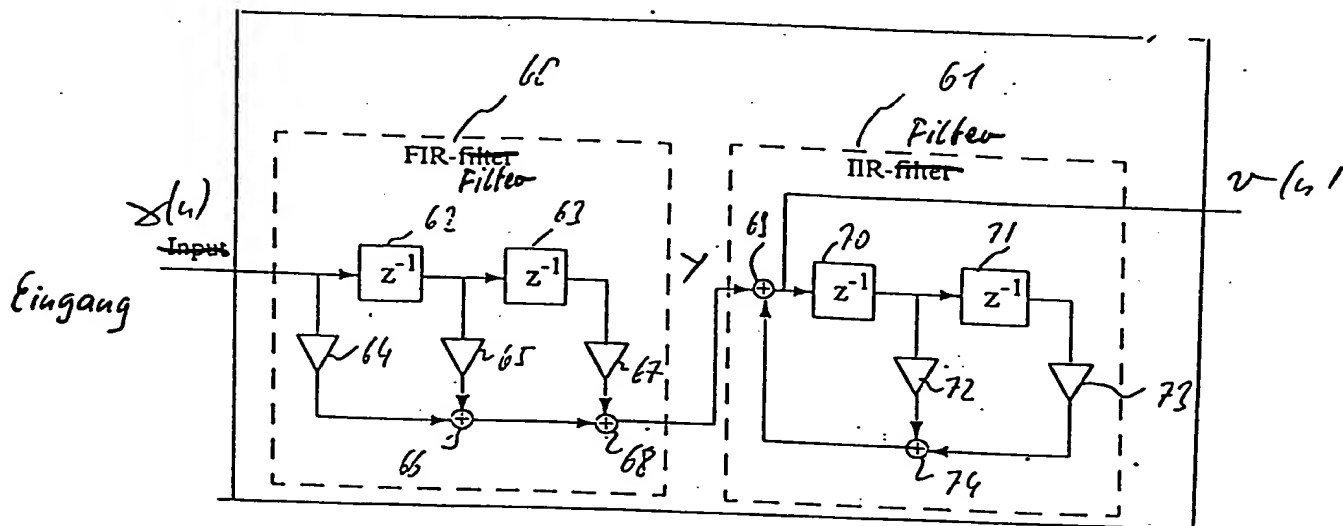 61
Filter
FIR-filter
IIR-filter
Filter
v(n)
62
63
Input
69
70
71
z⁻¹
z⁻¹
Y
z⁻¹
z⁻¹
Eingang
64
65
67
72
73
66
68
74